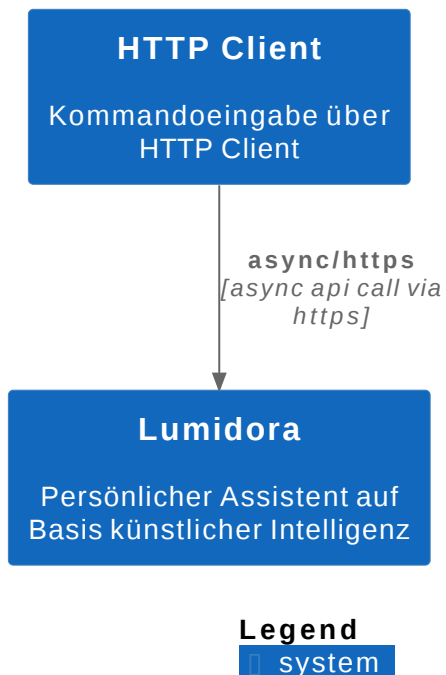 HTTP Client
Kommandoeingabe über
HTTP Client
async/https
[async api call via
https]
Lumidora
Persönlicher Assistent auf
Basis künstlicher Intelligenz
Legend
system